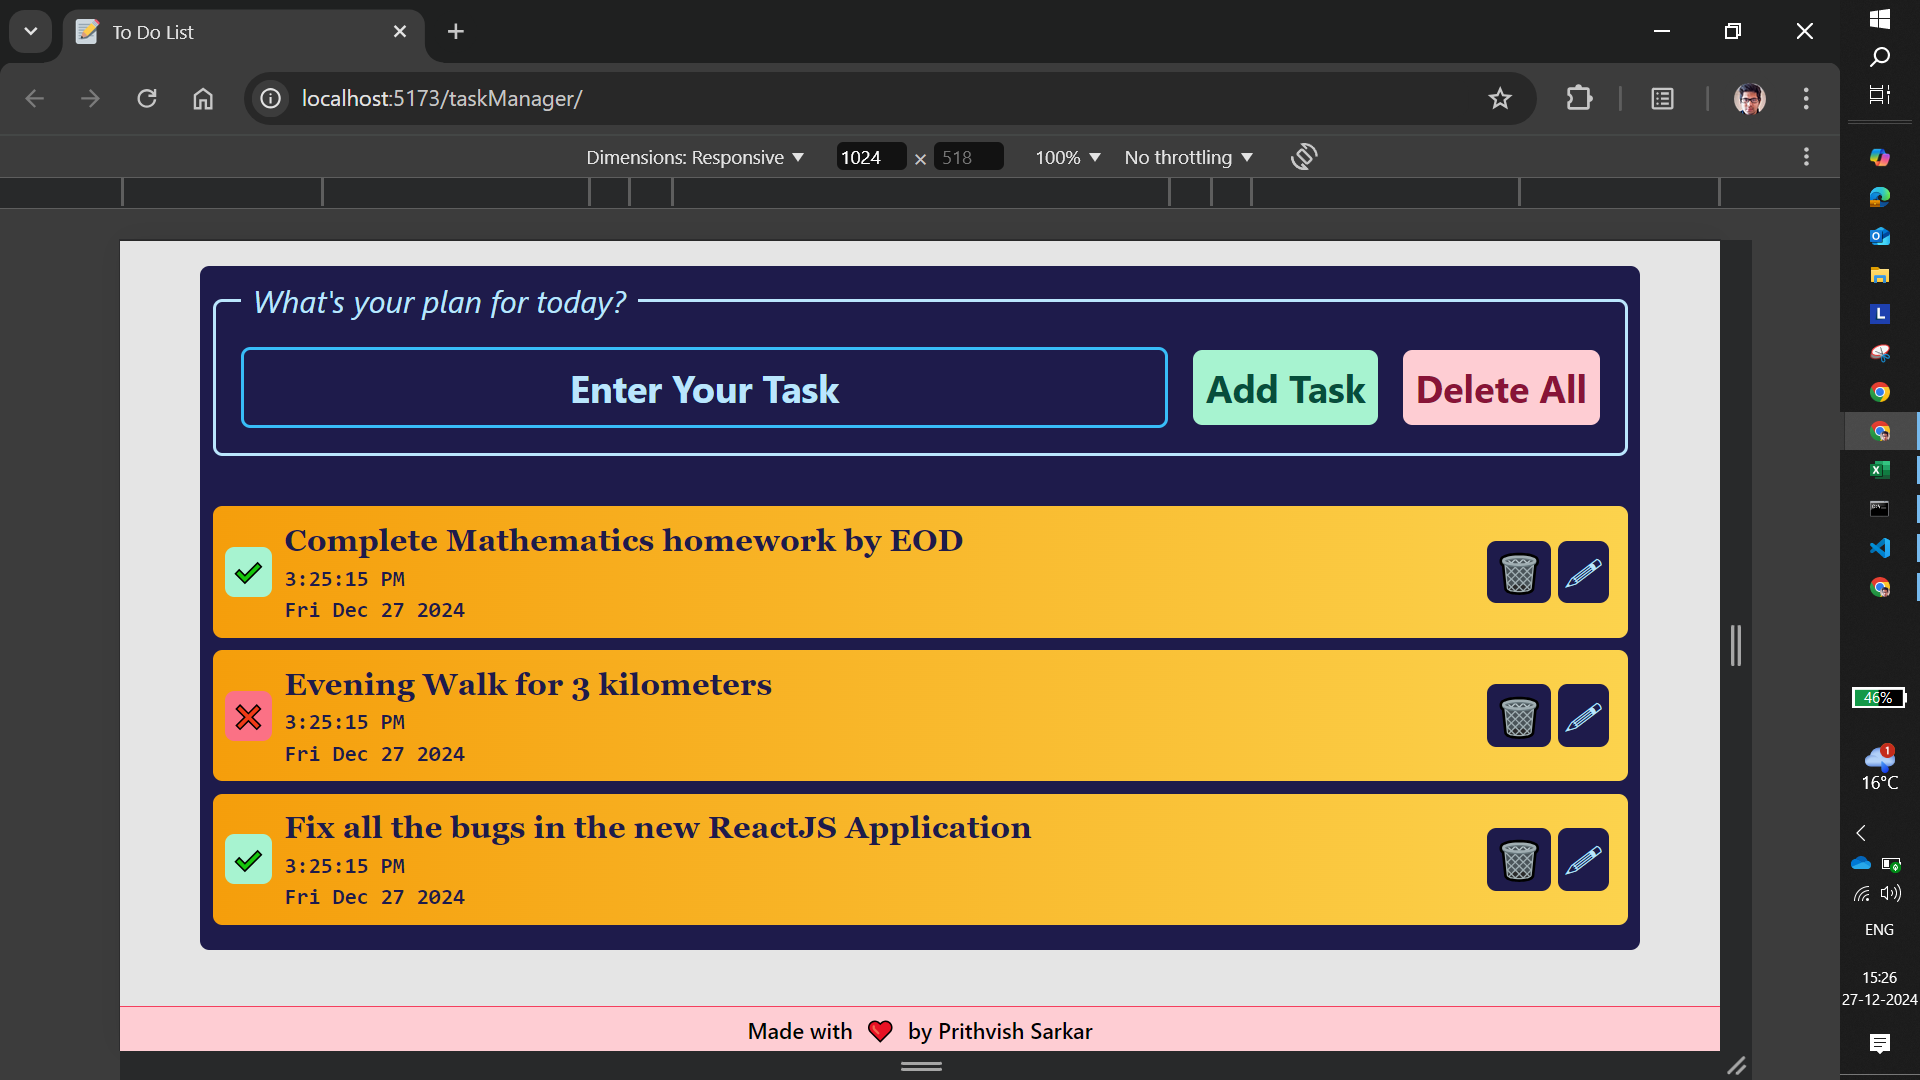 To Do List
localhost:5173/taskManager/
Dimensions: Responsive 1024 × 518 100% No throttling
What's your plan for today?
Enter Your Task Add Task Delete All
Complete Mathematics homework by EOD
3:25:15 PM
Fri Dec 27 2024
Evening Walk for 3 kilometers
3:25:15 PM
Fri Dec 27 2024
Fix all the bugs in the new ReactJS Application
3:25:15 PM
Fri Dec 27 2024
Made with ❤️ by Prithvish Sarkar
L
46%
1
16°C
ENG
15:26
27-12-2024